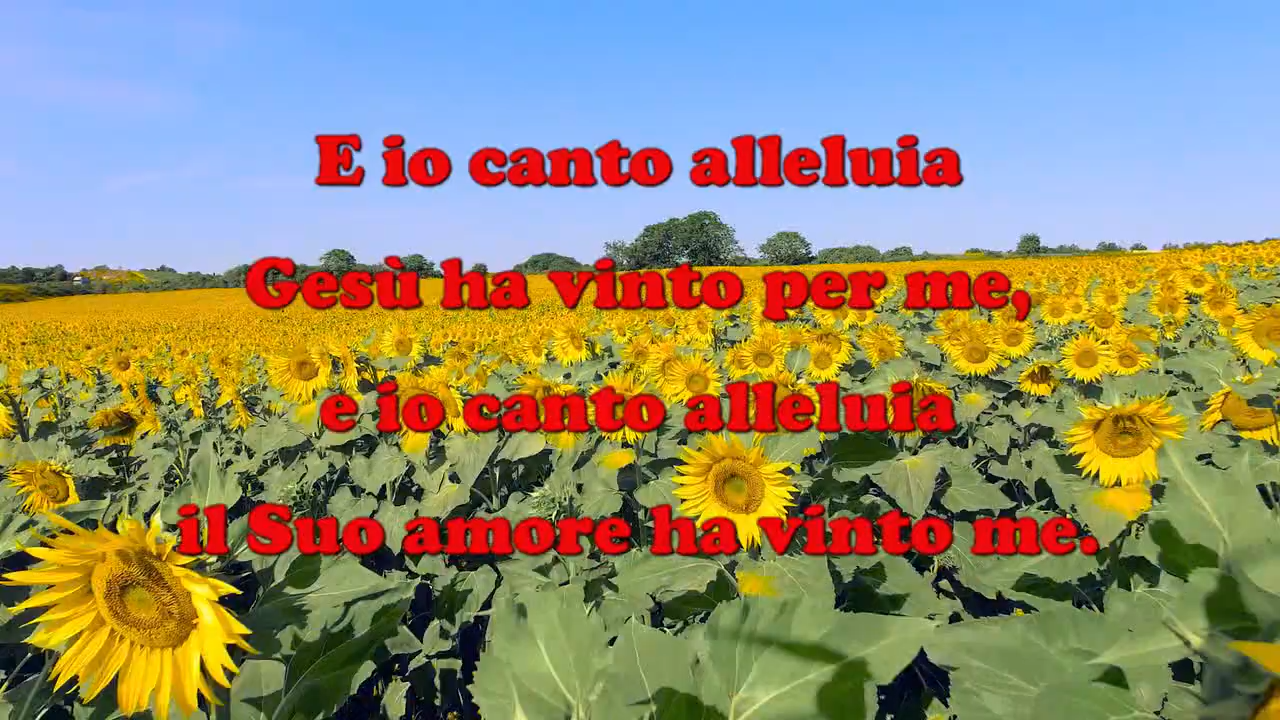 E io canto alleluia
Gesù ha vinto per me,
e io canto alleluia
il Suo amore ha vinto me.